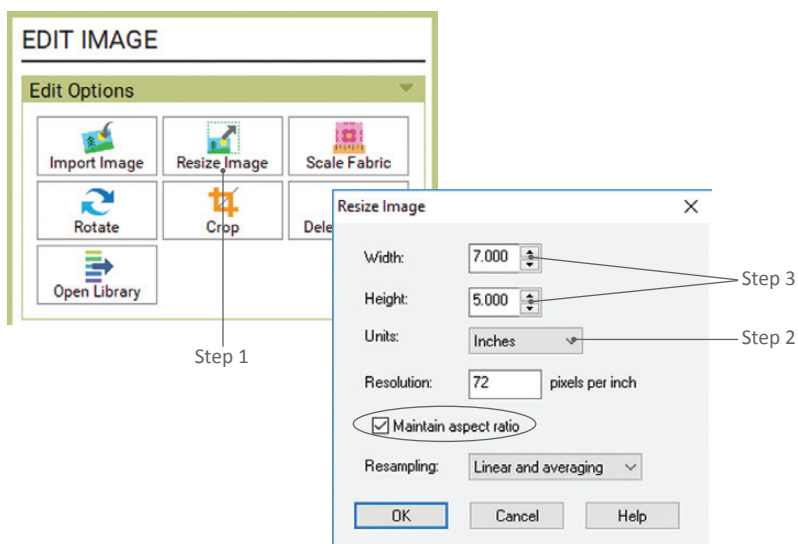 EDIT IMAGE
Edit Options
Import Image
Resize Image
Scale Fabric
Rotate
Crop
Dele
Open Library
Step 1
Resize Image
Width: 7.000
Height: 5.000
Step 3
Units: Inches
Step 2
Resolution: 72 pixels per inch
Maintain aspect ratio
Resampling: Linear and averaging
OK Cancel Help